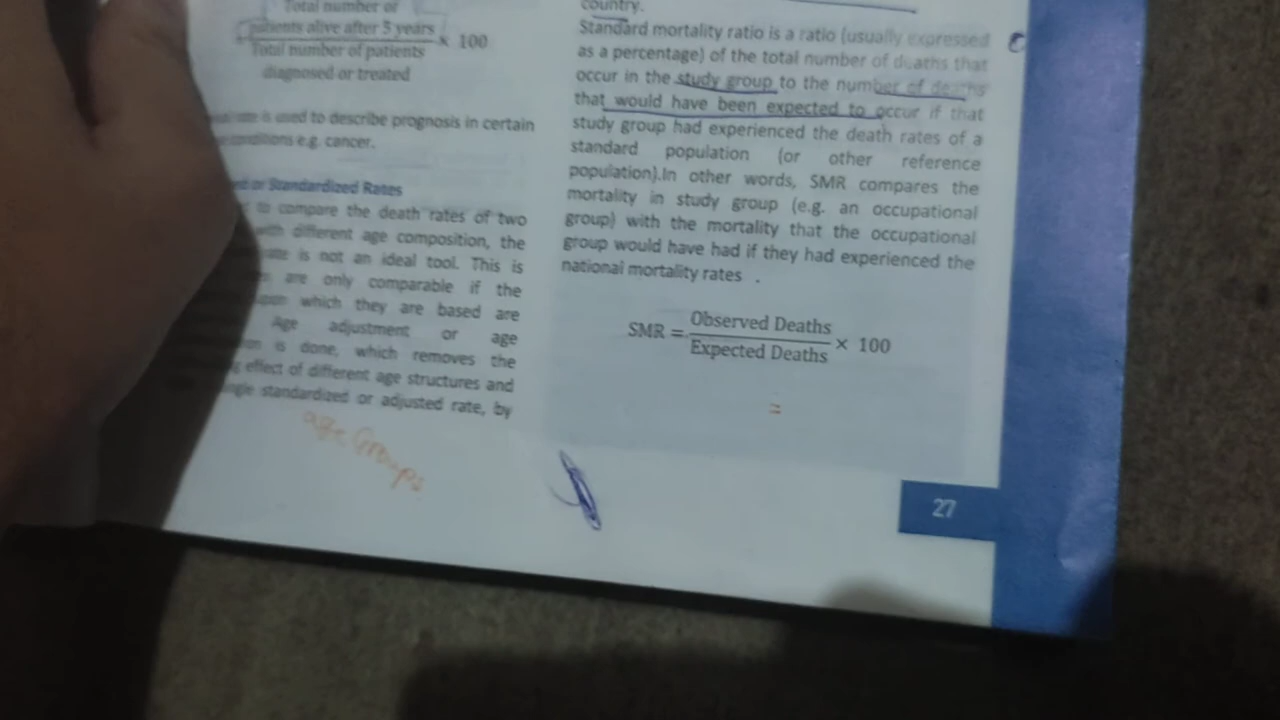 Total number of
patients alive after 5 years
× 100
Total number of patients
diagnosed or treated
is used to describe prognosis in certain
conditions e.g. cancer.
or Standardized Rates
to compare the death rates of two
with different age composition, the
is not an ideal tool. This is
are only comparable if the
which they are based are
Age adjustment or age
is done, which removes the
effect of different age structures and
standardized or adjusted rate, by
age Groups
country.
Standard mortality ratio is a ratio (usually expressed
as a percentage) of the total number of deaths that
occur in the study group to the number of deaths
that would have been expected to occur if that
study group had experienced the death rates of a
standard population (or other reference
population).In other words, SMR compares the
mortality in study group (e.g. an occupational
group) with the mortality that the occupational
group would have had if they had experienced the
national mortality rates .
SMR = Observed Deaths
Expected Deaths × 100
=
27